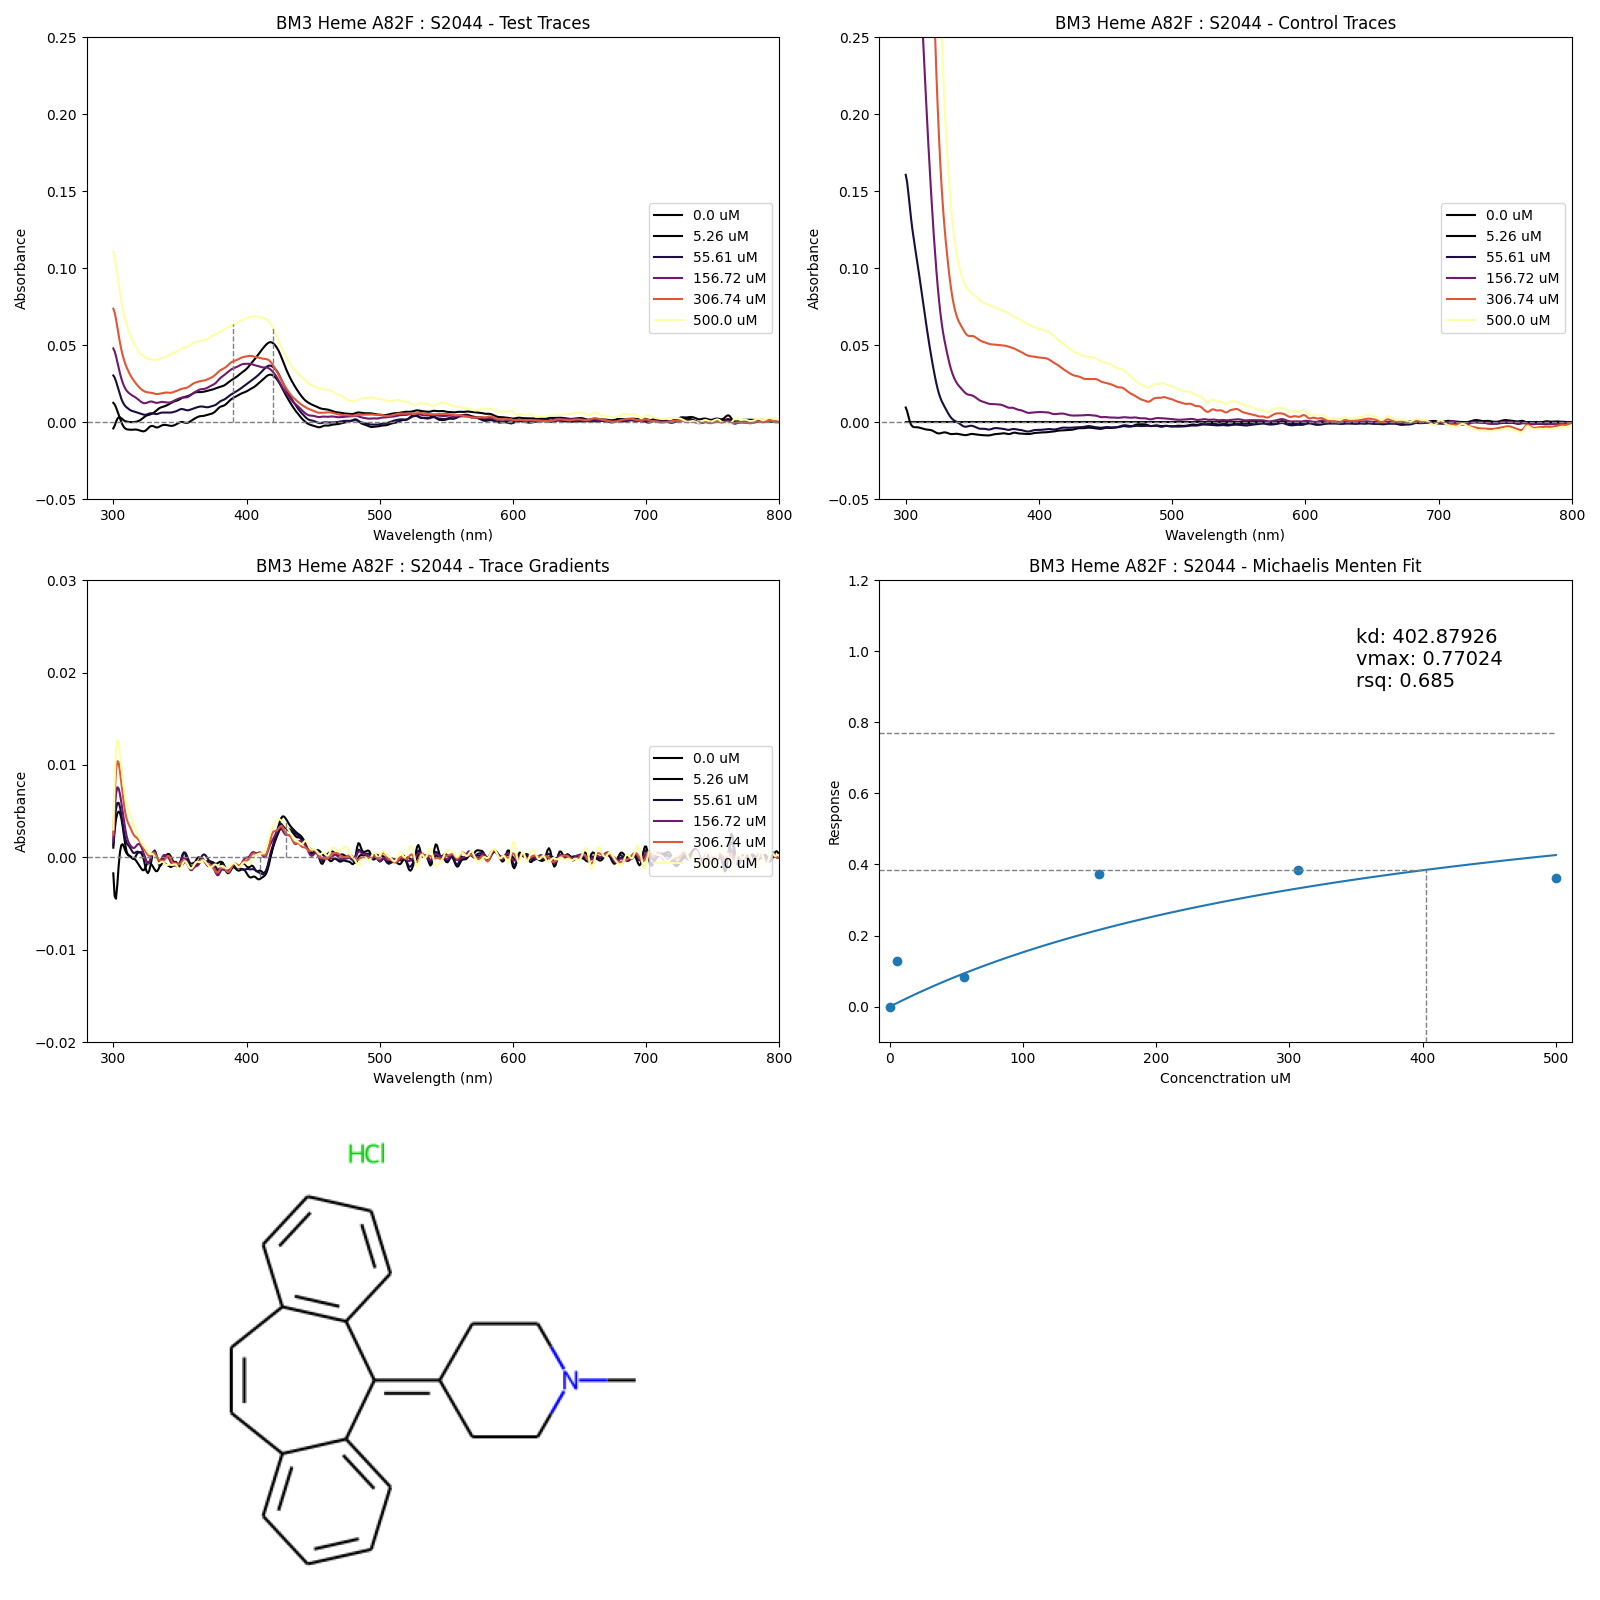 BM3 Heme A82F : S2044 - Test Traces
0.25
0.20
0.15
0.10
0.05
0.00
−0.05
Absorbance
300 400 500 600 700 800
Wavelength (nm)
0.0 uM
5.26 uM
55.61 uM
156.72 uM
306.74 uM
500.0 uM
BM3 Heme A82F : S2044 - Control Traces
0.25
0.20
0.15
0.10
0.05
0.00
−0.05
Absorbance
300 400 500 600 700 800
Wavelength (nm)
0.0 uM
5.26 uM
55.61 uM
156.72 uM
306.74 uM
500.0 uM
BM3 Heme A82F : S2044 - Trace Gradients
0.03
0.02
0.01
0.00
−0.01
−0.02
Absorbance
300 400 500 600 700 800
Wavelength (nm)
0.0 uM
5.26 uM
55.61 uM
156.72 uM
306.74 uM
500.0 uM
BM3 Heme A82F : S2044 - Michaelis Menten Fit
1.2
1.0
0.8
0.6
0.4
0.2
0.0
Response
0 100 200 300 400 500
Concenctration uM
kd: 402.87926
vmax: 0.77024
rsq: 0.685
HCl
N